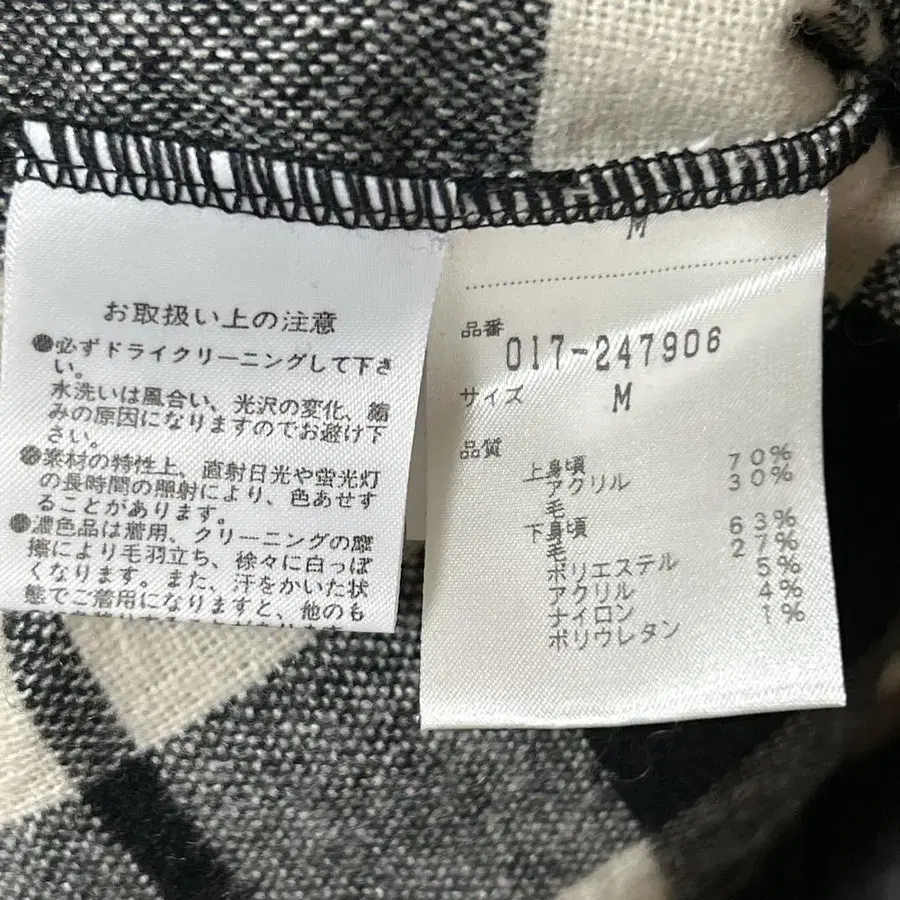 お取扱い上の注意
●必ずドライクリーニングして下さ
い。
水洗いは風合い、光沢の変化、縮
みの原因になりますのでお避け下
さい。
●素材の特性上、直射日光や蛍光灯
の長時間の照射により、色あせす
ることがあります。
●濃色品は着用、クリーニングの摩
擦により毛羽立ち、徐々に白っぽ
くなります。また、汗をかいた状
態でご着用になりますと、他のも
M
品番
017-247906
サイズ M
品質
上身頃
アクリル 70%
毛 30%
下身頃
毛 63%
ポリエステル 27%
アクリル 5%
ナイロン 4%
ポリウレタン 1%